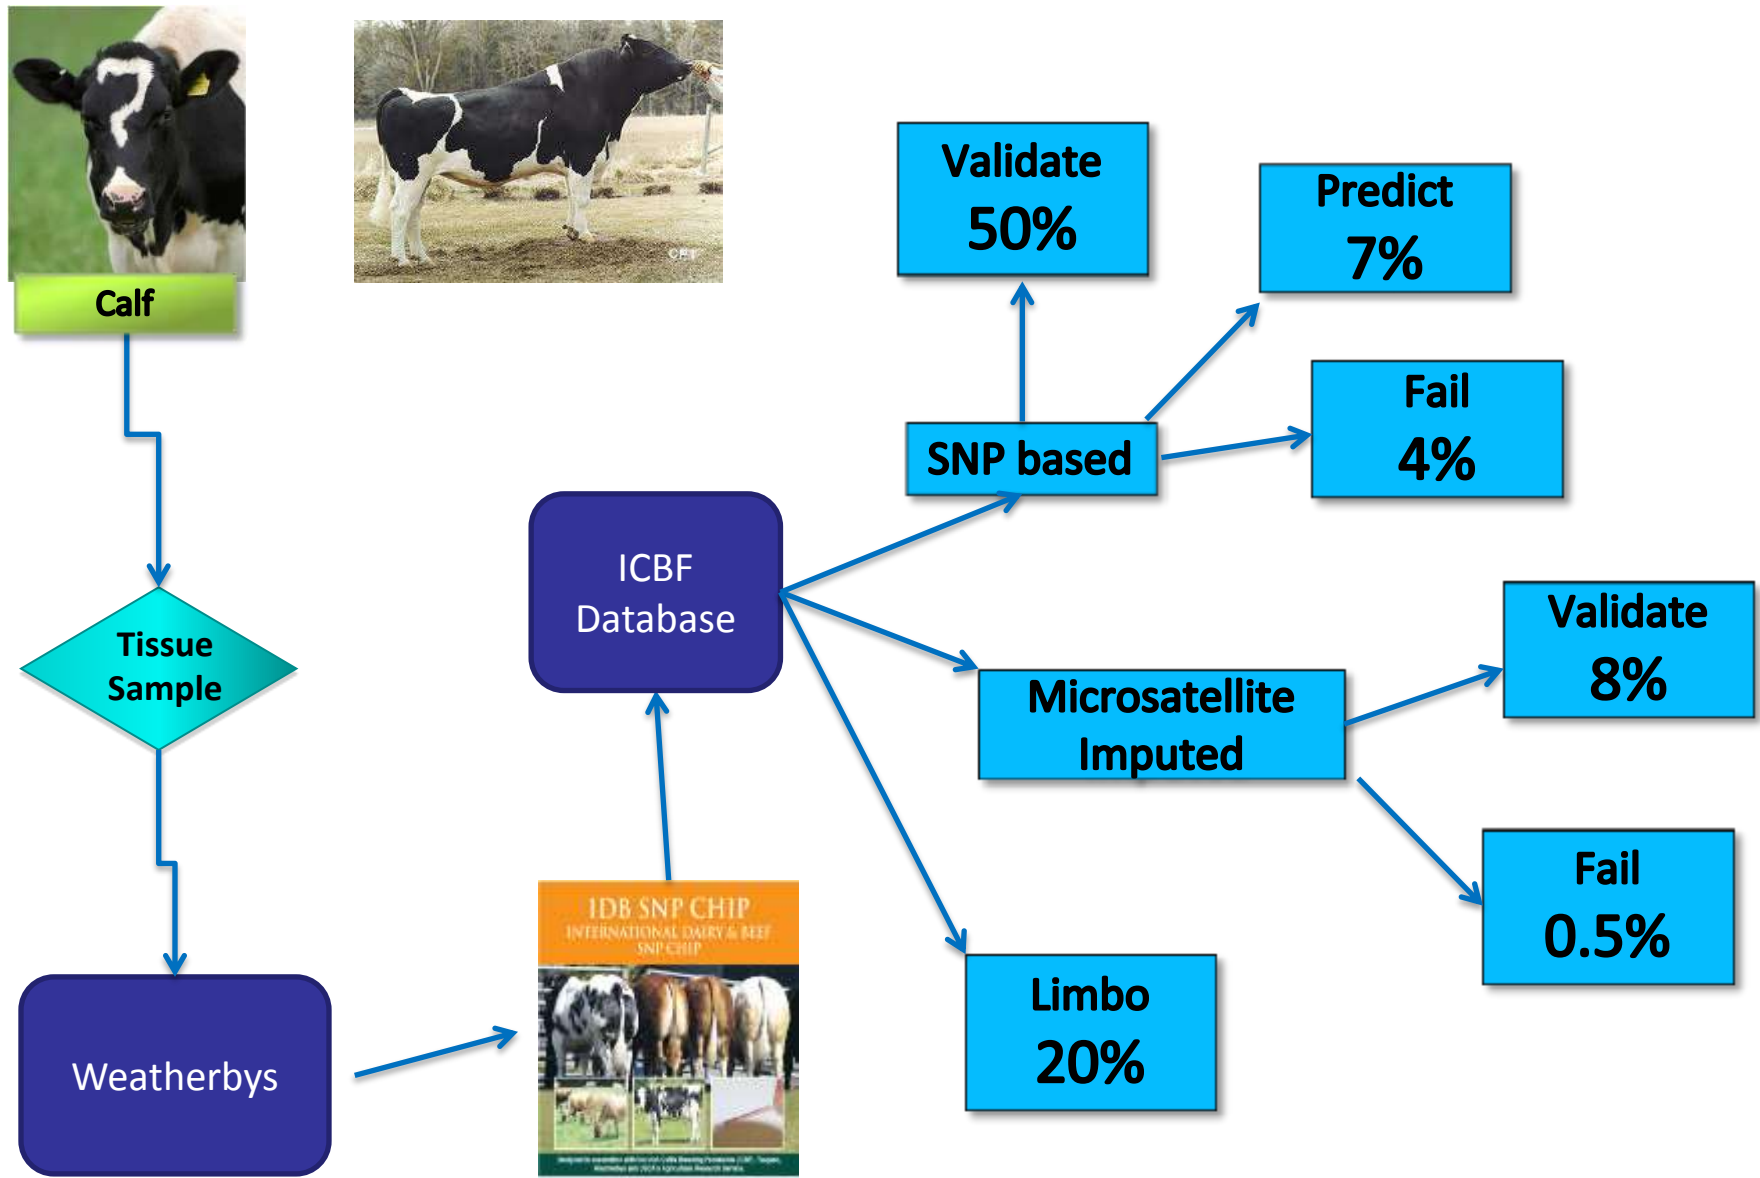 Calf
CET
Validate
50%
Predict
7%
Fail
4%
SNP based
ICBF
Database
Tissue
Sample
Microsatellite
Imputed
Validate
8%
Fail
0.5%
Limbo
20%
Weatherbys
IDB SNP CHIP
INTERNATIONAL DAIRY & BEEF
SNP CHIP